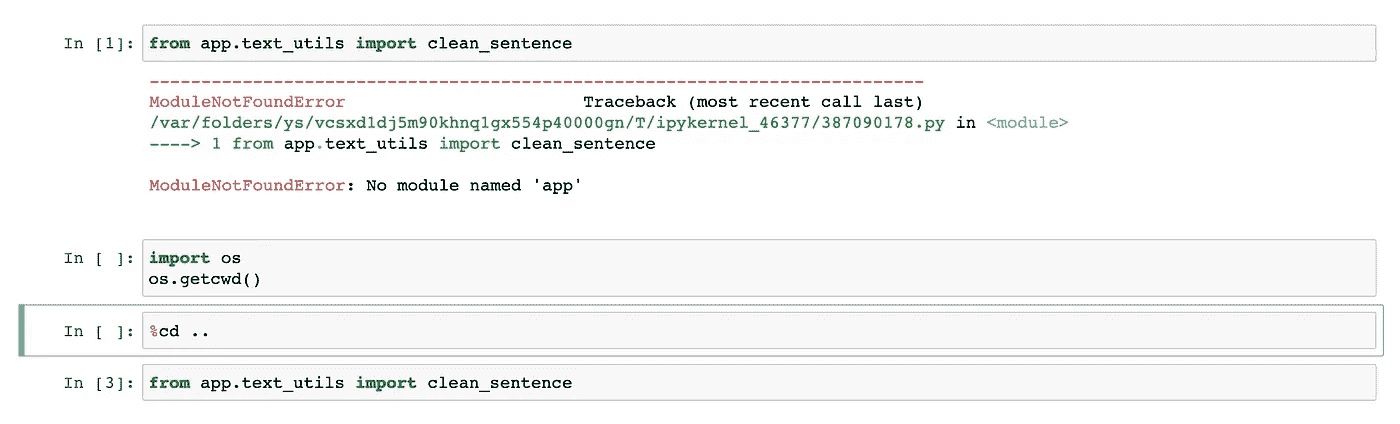 In [1]: from app.text_utils import clean_sentence
---------------------------------------------------------------------------
ModuleNotFoundError Traceback (most recent call last)
/var/folders/ys/vcsxd1dj5m90khnq1gx554p40000gn/T/ipykernel_46377/387090178.py in <module>
----> 1 from app.text_utils import clean_sentence
ModuleNotFoundError: No module named 'app'
In [ ]: import os
os.getcwd()
In [ ]: %cd ..
In [3]: from app.text_utils import clean_sentence